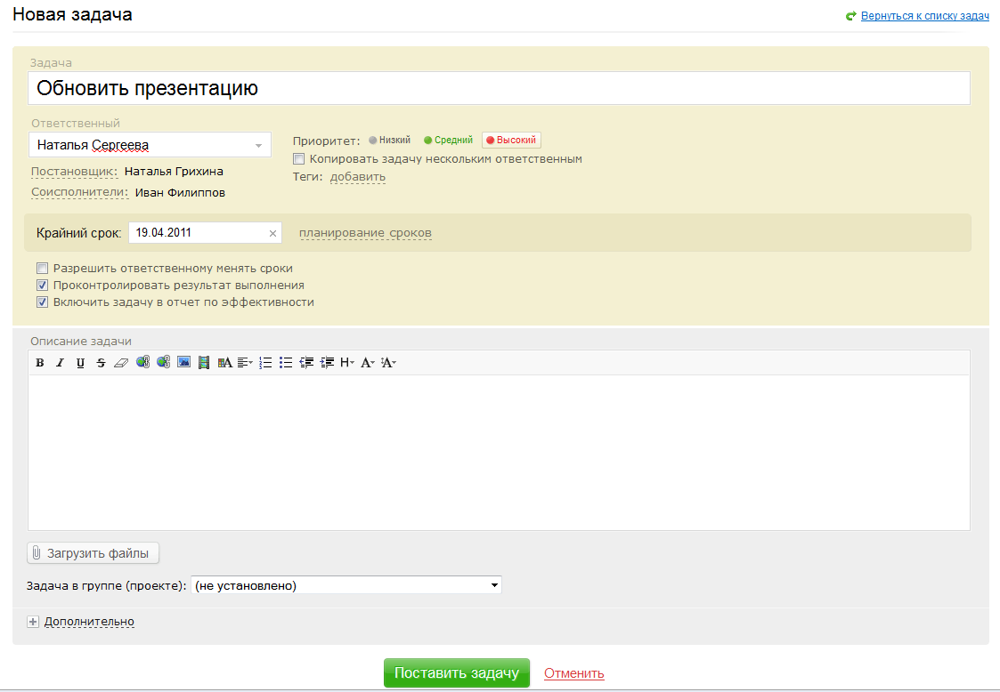 Новая задача
Вернуться к списку задач
Задача
Обновить презентацию
Ответственный
Наталья Сергеева
Приоритет: Низкий Средний Высокий
Копировать задачу нескольким ответственным
Постановщик: Наталья Грихина
Теги: добавить
Соисполнители: Иван Филиппов
Крайний срок: 19.04.2011 × планирование сроков
Разрешить ответственному менять сроки
Проконтролировать результат выполнения
Включить задачу в отчет по эффективности
Описание задачи
B I U S A H A A
Загрузить файлы
Задача в группе (проекте): (не установлено)
Дополнительно
Поставить задачу Отменить